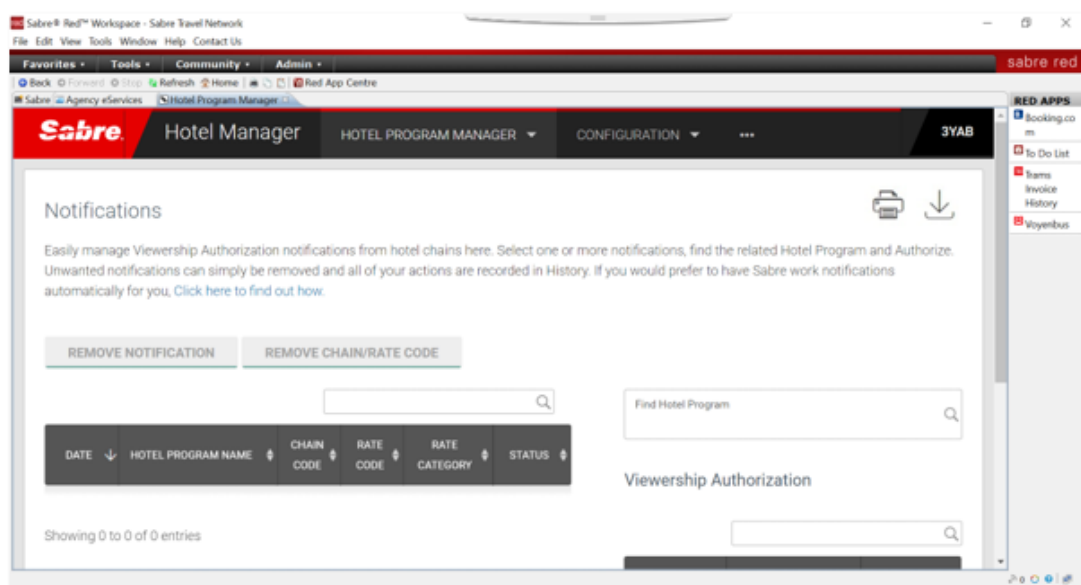 Sabre® Red™ Workspace - Sabre Travel Network
File Edit View Tools Window Help Contact Us
Favorites Tools Community Admin
sabre red
Back Forward Stop Refresh Home Red App Centre
Sabre Agency eServices Hotel Program Manager
RED APPS
Booking.co
m
To Do List
Trams
Invoice
History
Voyenbus
Sabre. Hotel Manager HOTEL PROGRAM MANAGER CONFIGURATION ... 3YAB
Notifications
Easily manage Viewership Authorization notifications from hotel chains here. Select one or more notifications, find the related Hotel Program and Authorize.
Unwanted notifications can simply be removed and all of your actions are recorded in History. If you would prefer to have Sabre work notifications
automatically for you, Click here to find out how.
REMOVE NOTIFICATION REMOVE CHAIN/RATE CODE
Find Hotel Program
DATE HOTEL PROGRAM NAME CHAIN CODE RATE CODE RATE CATEGORY STATUS
Viewership Authorization
Showing 0 to 0 of 0 entries
0